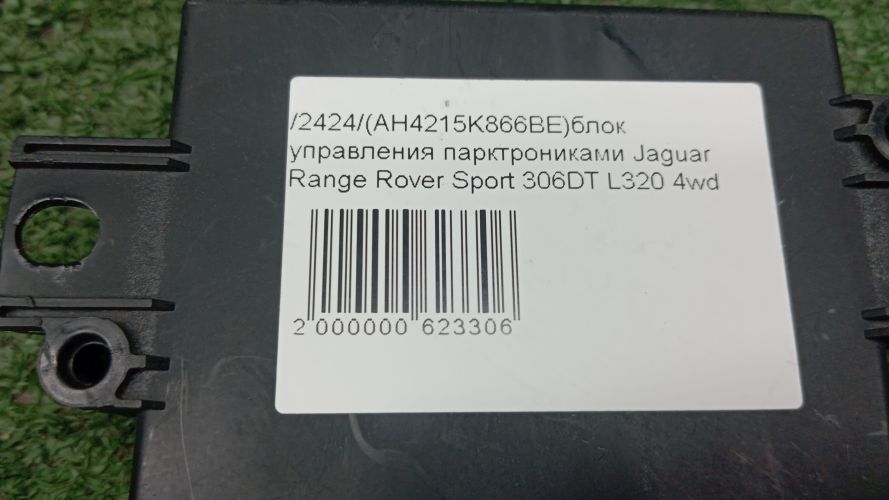 /2424/(AH4215K866BE)блок
управления парктрониками Jaguar
Range Rover Sport 306DT L320 4wd
2 000000 623306